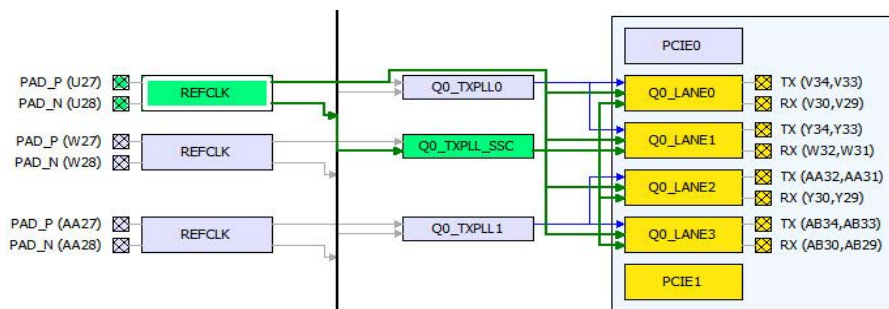 PCIE0
PAD_P (U27)
PAD_N (U28)
REFCLK
Q0_TXPLL0
Q0_LANE0
TX (V34,V33)
RX (V30,V29)
PAD_P (W27)
PAD_N (W28)
REFCLK
Q0_TXPLL_SSC
Q0_LANE1
TX (Y34,Y33)
RX (W32,W31)
Q0_LANE2
TX (AA32,AA31)
RX (Y30,Y29)
PAD_P (AA27)
PAD_N (AA28)
REFCLK
Q0_TXPLL1
Q0_LANE3
TX (AB34,AB33)
RX (AB30,AB29)
PCIE1